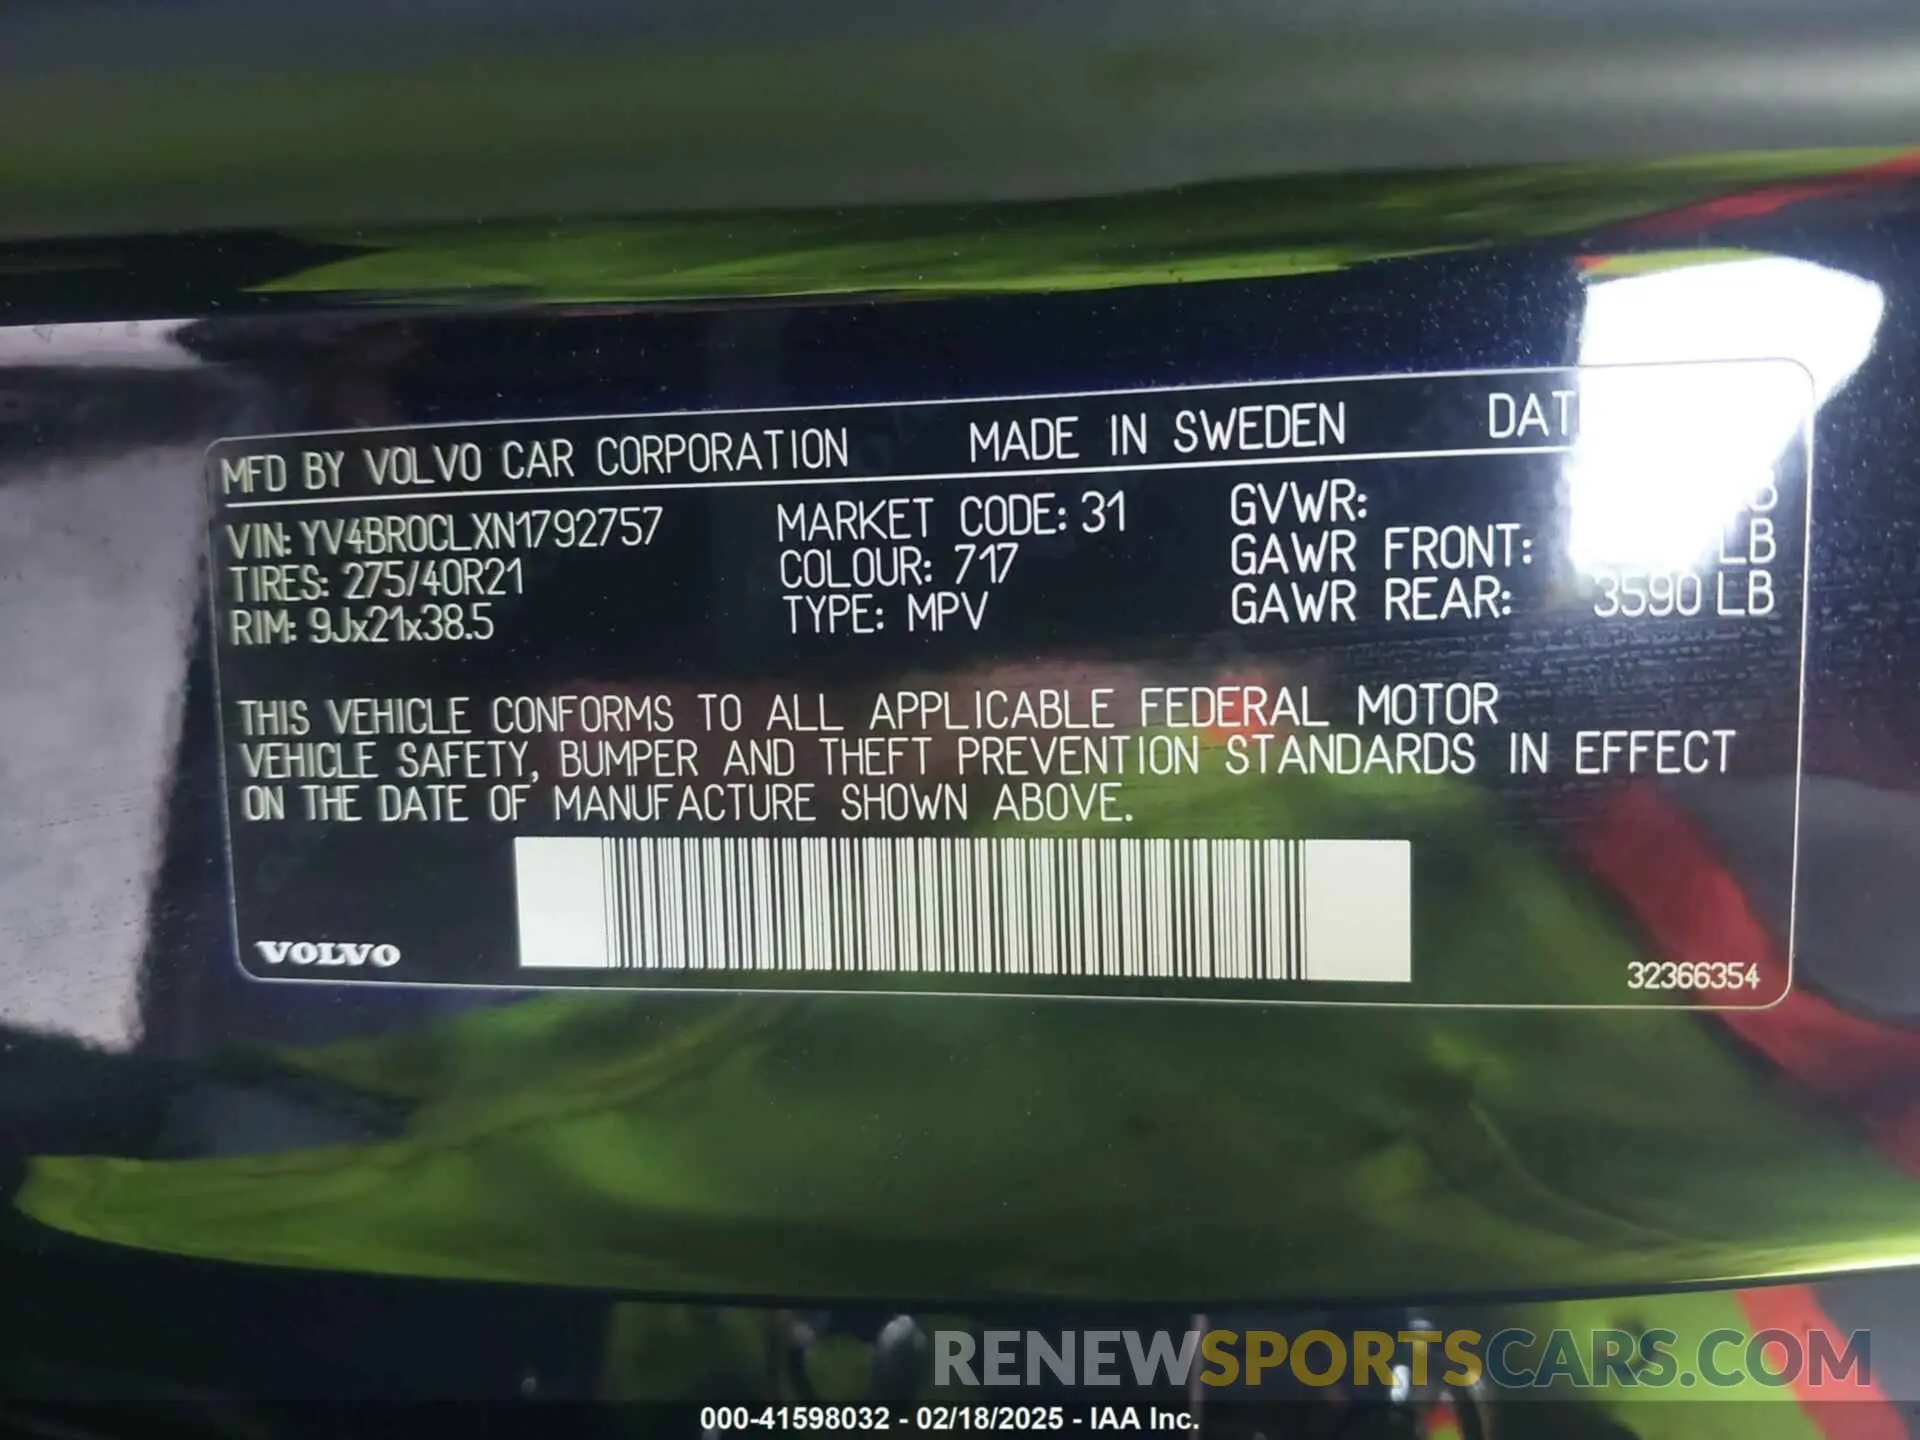 MFD BY VOLVO CAR CORPORATION MADE IN SWEDEN
VIN: YV4BR0CLXN1792757 MARKET CODE: 31 GVWR:
TIRES: 275/40R21 COLOUR: 717 GAWR FRONT: LB
RIM: 9Jx21x38.5 TYPE: MPV GAWR REAR: 3590 LB
THIS VEHICLE CONFORMS TO ALL APPLICABLE FEDERAL MOTOR
VEHICLE SAFETY, BUMPER AND THEFT PREVENTION STANDARDS IN EFFECT
ON THE DATE OF MANUFACTURE SHOWN ABOVE.
VOLVO
32366354
RENEWSPORTSCARS.COM
000-41598032 - 02/18/2025 - IAA Inc.